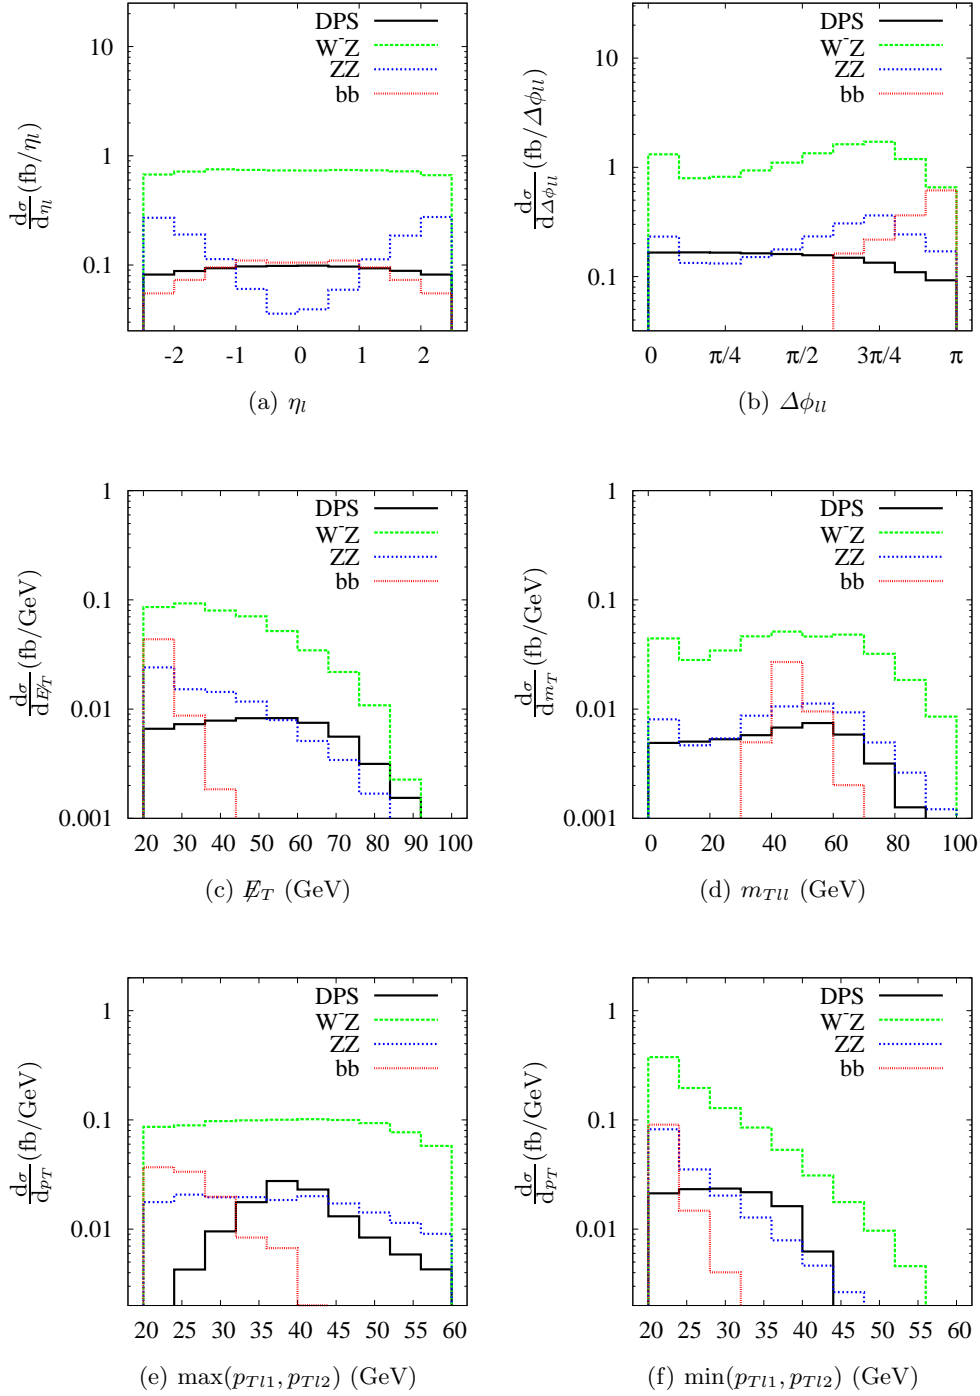 DPS
W⁻Z
ZZ
bb
10
1
0.1
dσ/dη_l (fb/η_l)
-2 -1 0 1 2
(a) η_l
DPS
W⁻Z
ZZ
bb
10
1
0.1
dσ/dΔφ_ll (fb/Δφ_ll)
0 π/4 π/2 3π/4 π
(b) Δφ_ll
DPS
W⁻Z
ZZ
bb
1
0.1
0.01
0.001
dσ/dE̸_T (fb/GeV)
20 30 40 50 60 70 80 90 100
(c) E̸_T (GeV)
DPS
W⁻Z
ZZ
bb
1
0.1
0.01
0.001
dσ/dm_T (fb/GeV)
0 20 40 60 80 100
(d) m_Tll (GeV)
DPS
W⁻Z
ZZ
bb
1
0.1
0.01
dσ/dp_T (fb/GeV)
20 25 30 35 40 45 50 55 60
(e) max(p_Tl1, p_Tl2) (GeV)
DPS
W⁻Z
ZZ
bb
1
0.1
0.01
dσ/dp_T (fb/GeV)
20 25 30 35 40 45 50 55 60
(f) min(p_Tl1, p_Tl2) (GeV)